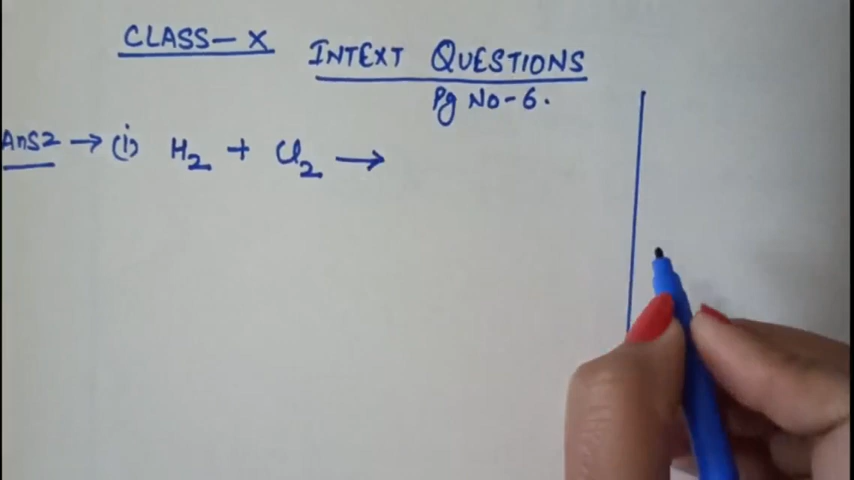 CLASS-X INTEXT QUESTIONS
Pg No-6.
Ans2 → (i) H₂ + Cl₂ →